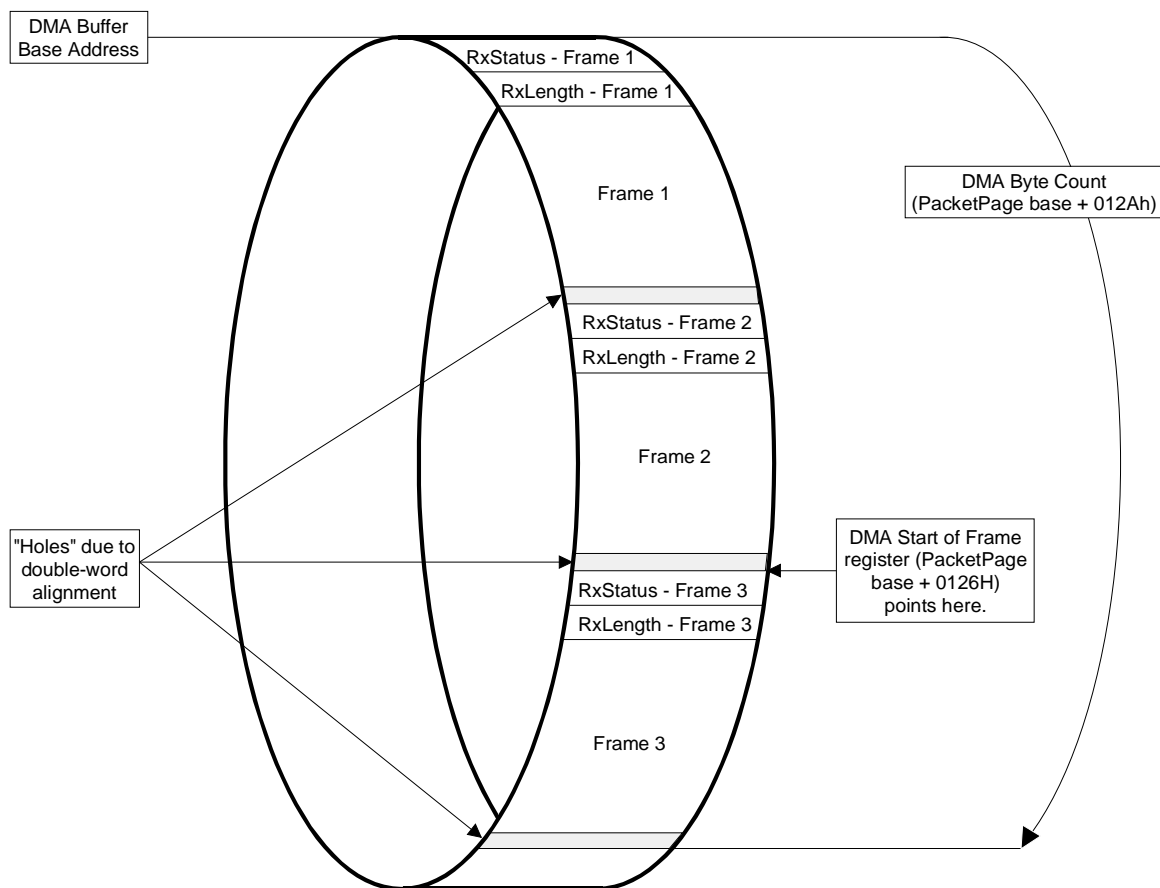 DMA Buffer
Base Address
RxStatus - Frame 1
RxLength - Frame 1
Frame 1
DMA Byte Count
(PacketPage base + 012Ah)
RxStatus - Frame 2
RxLength - Frame 2
Frame 2
"Holes" due to
double-word
alignment
DMA Start of Frame
register (PacketPage
base + 0126H)
points here.
RxStatus - Frame 3
RxLength - Frame 3
Frame 3